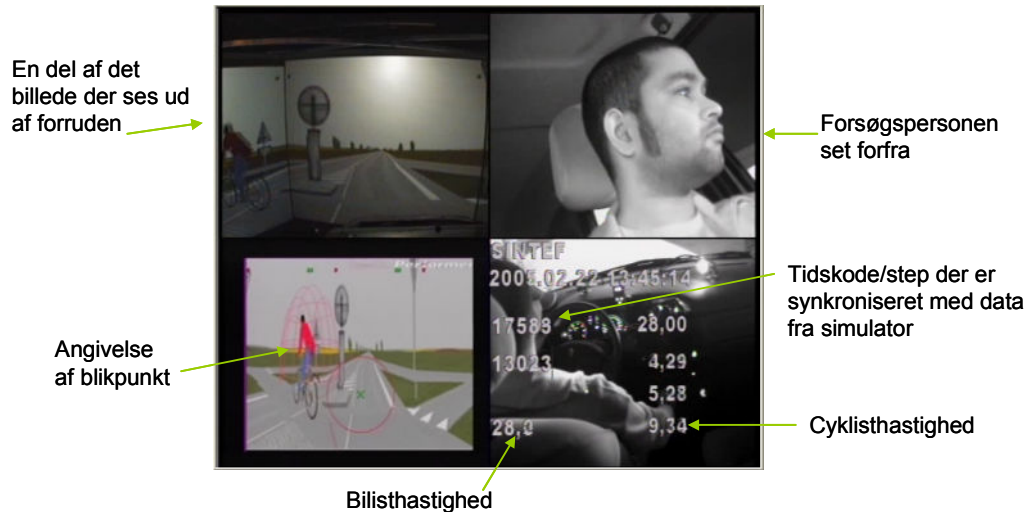 En del af det
billede der ses ud
af forruden
Forsøgspersonen
set forfra
Performer
SINTEF
2005.02.22 13:45:14
17583 28,00
13023 4,29
5,28
28,0 9,34
Tidskode/step der er
synkroniseret med data
fra simulator
Angivelse
af blikpunkt
Cyklisthastighed
Bilisthastighed